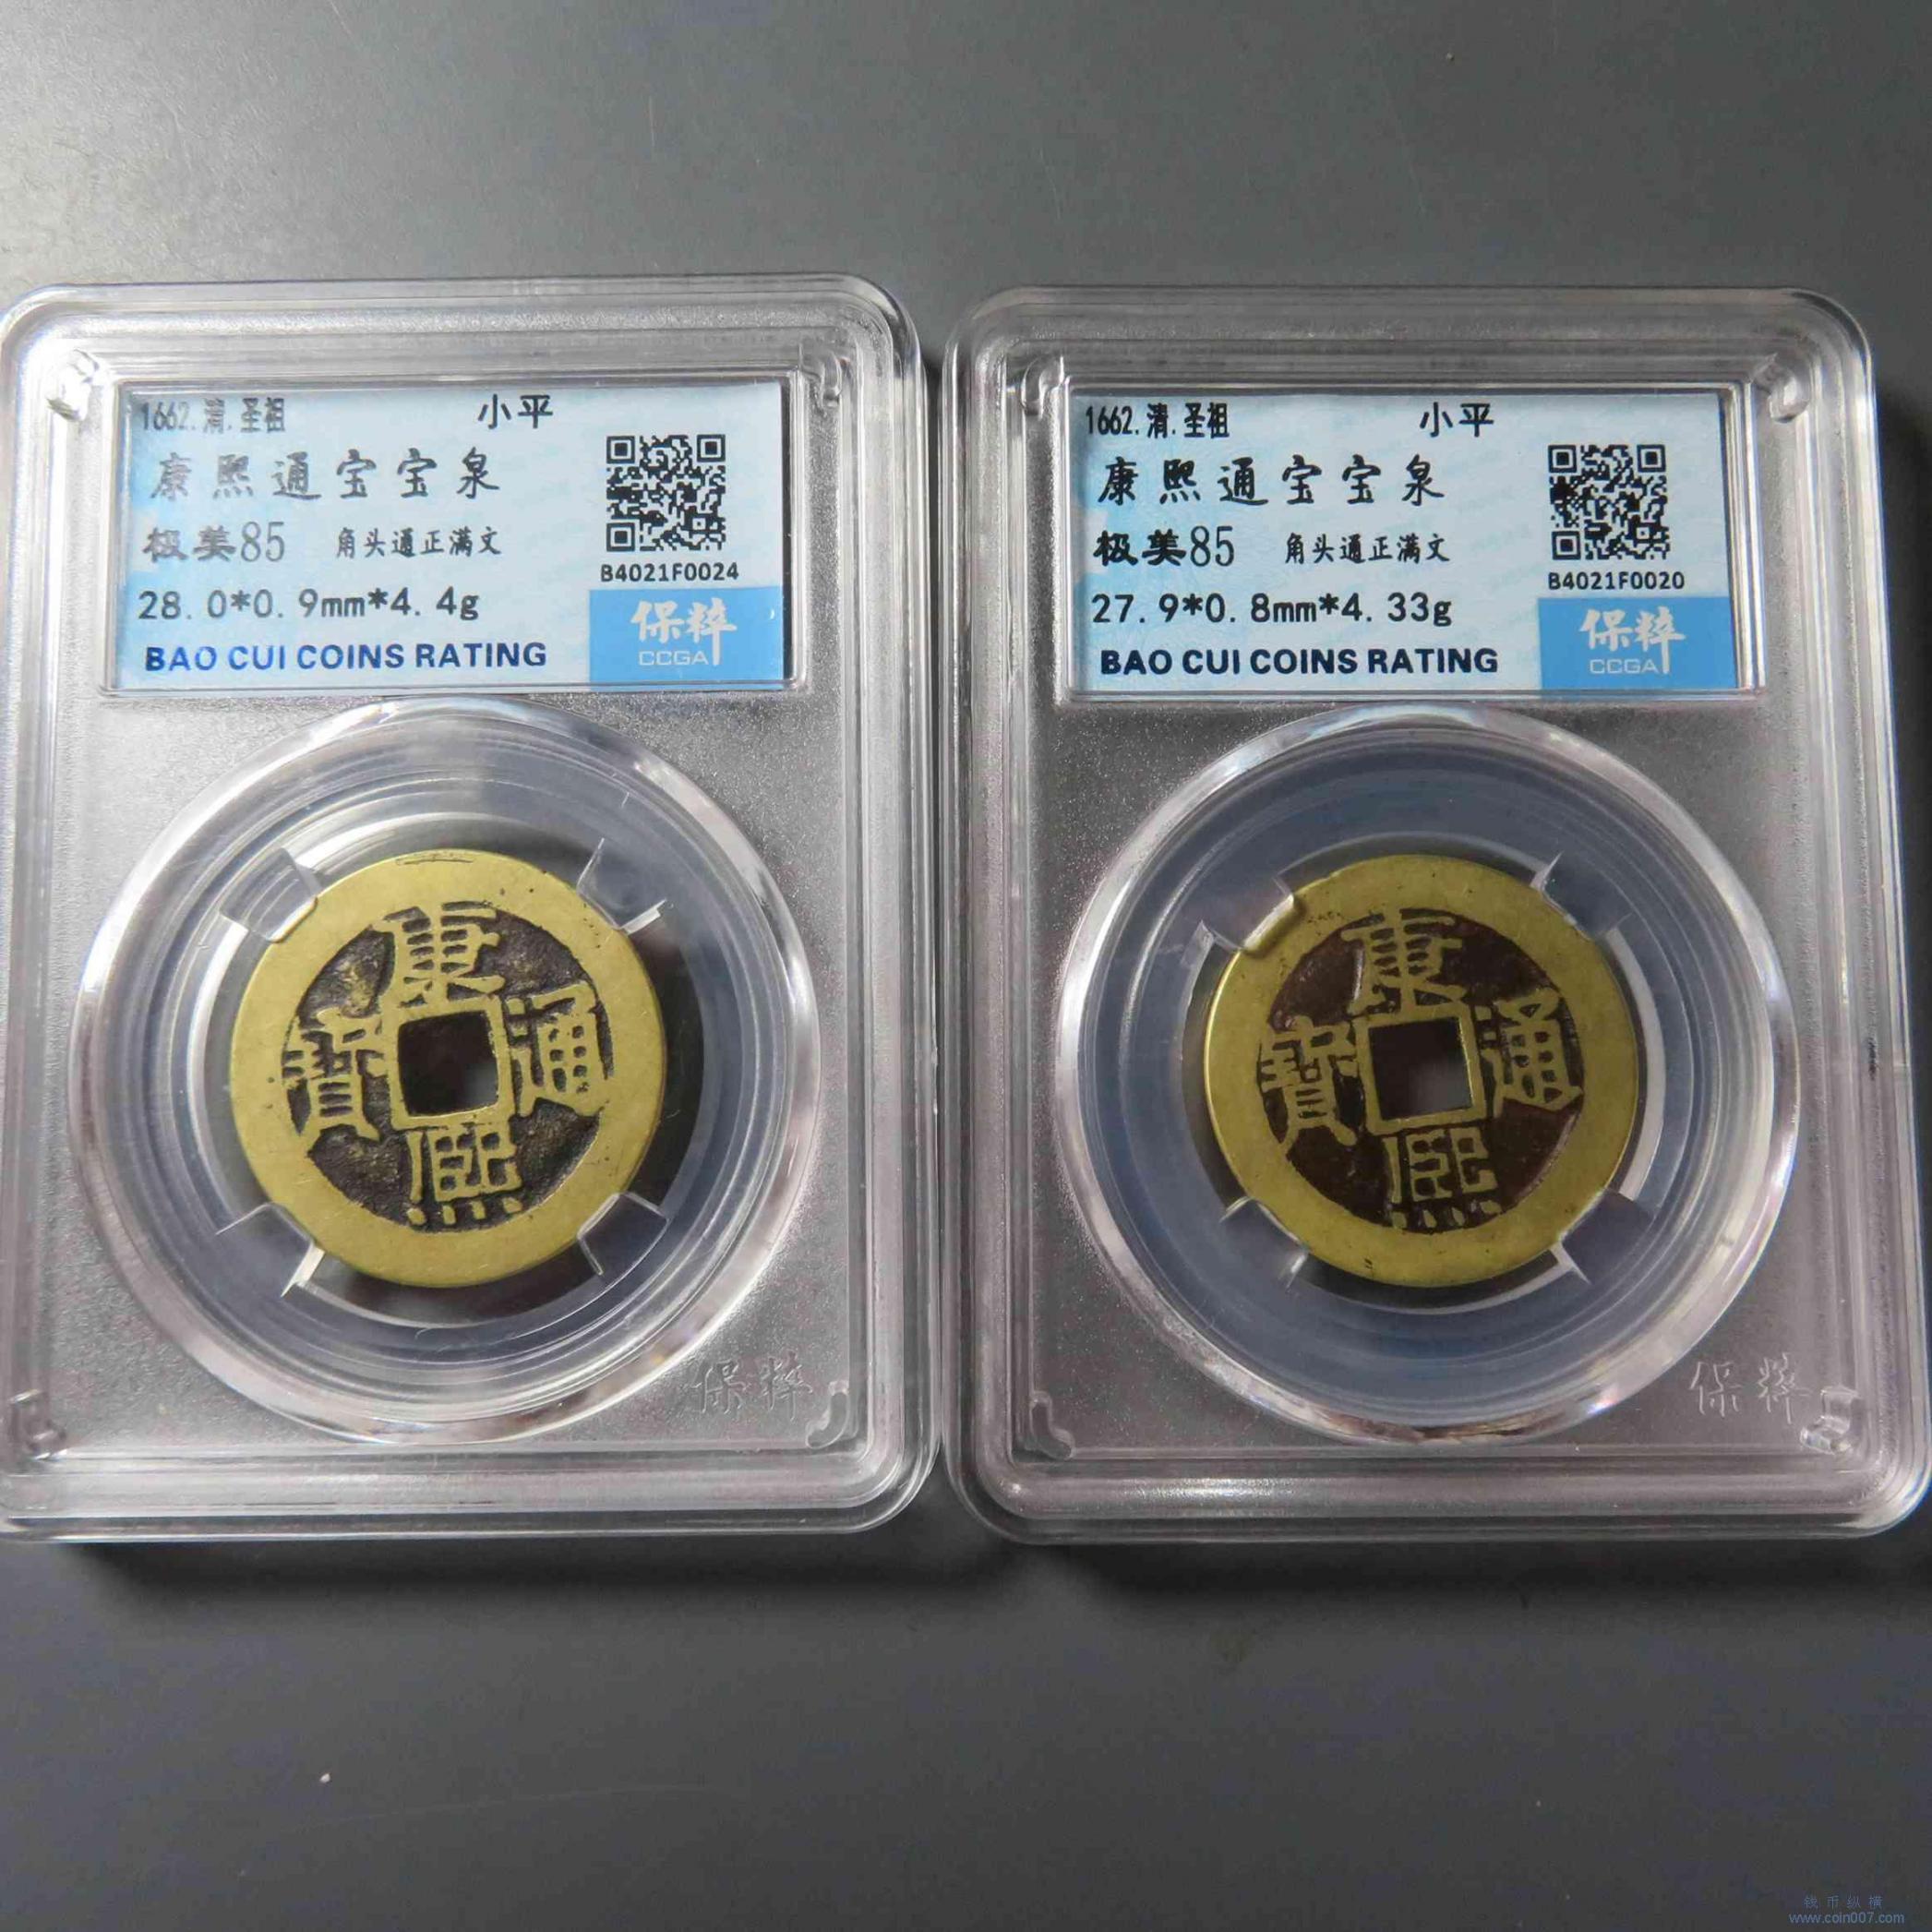 1662.清.圣祖 小平
康熙通宝宝泉
极美85 角头通正满文
B4021F0024
28.0*0.9mm*4.4g
保粹
CCGA
BAO CUI COINS RATING
康
熙
通
寶
保粹
1662.清.圣祖 小平
康熙通宝宝泉
极美85 角头通正满文
B4021F0020
27.9*0.8mm*4.33g
保粹
CCGA
BAO CUI COINS RATING
康
熙
通
寶
保粹
钱币纵横
www.coin007.com